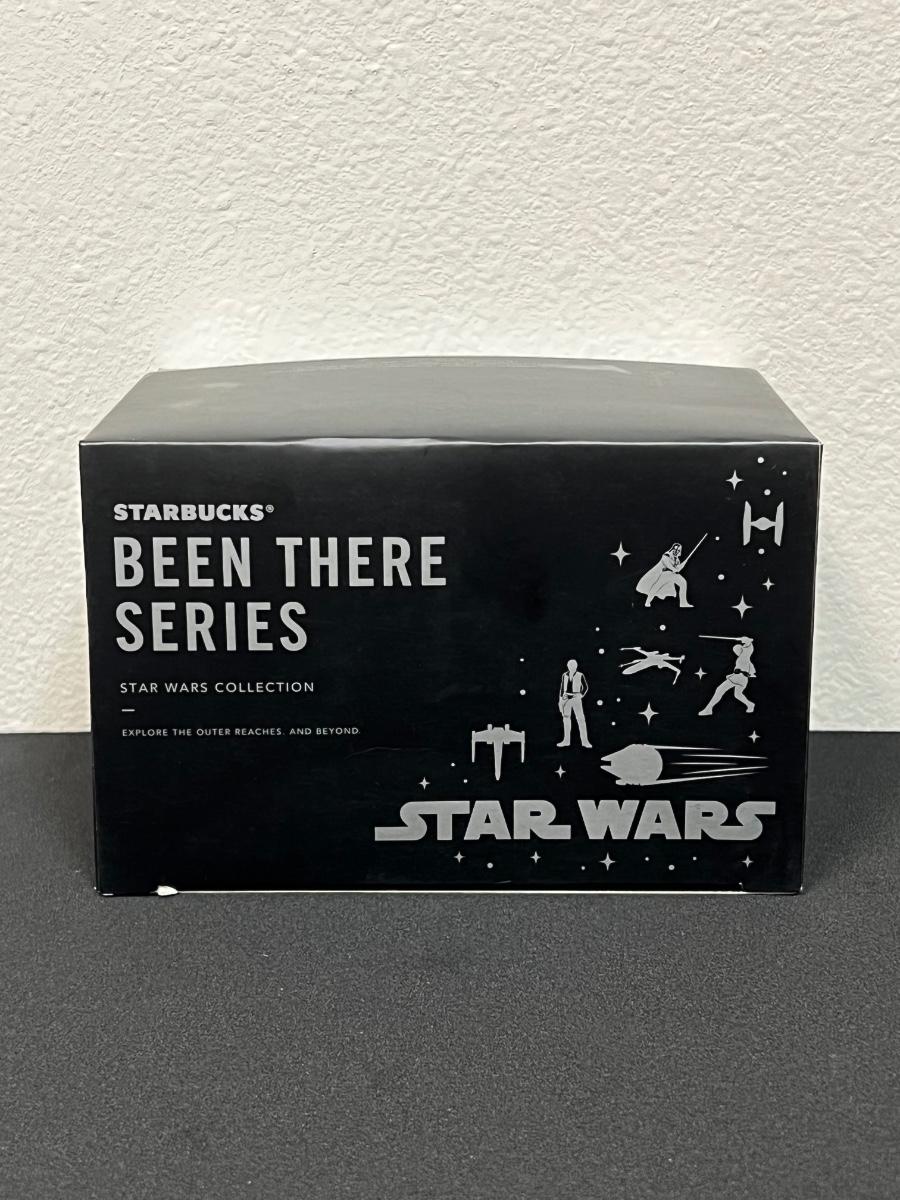 STARBUCKS®
BEEN THERE
SERIES
STAR WARS COLLECTION
EXPLORE THE OUTER REACHES. AND BEYOND.
STAR WARS